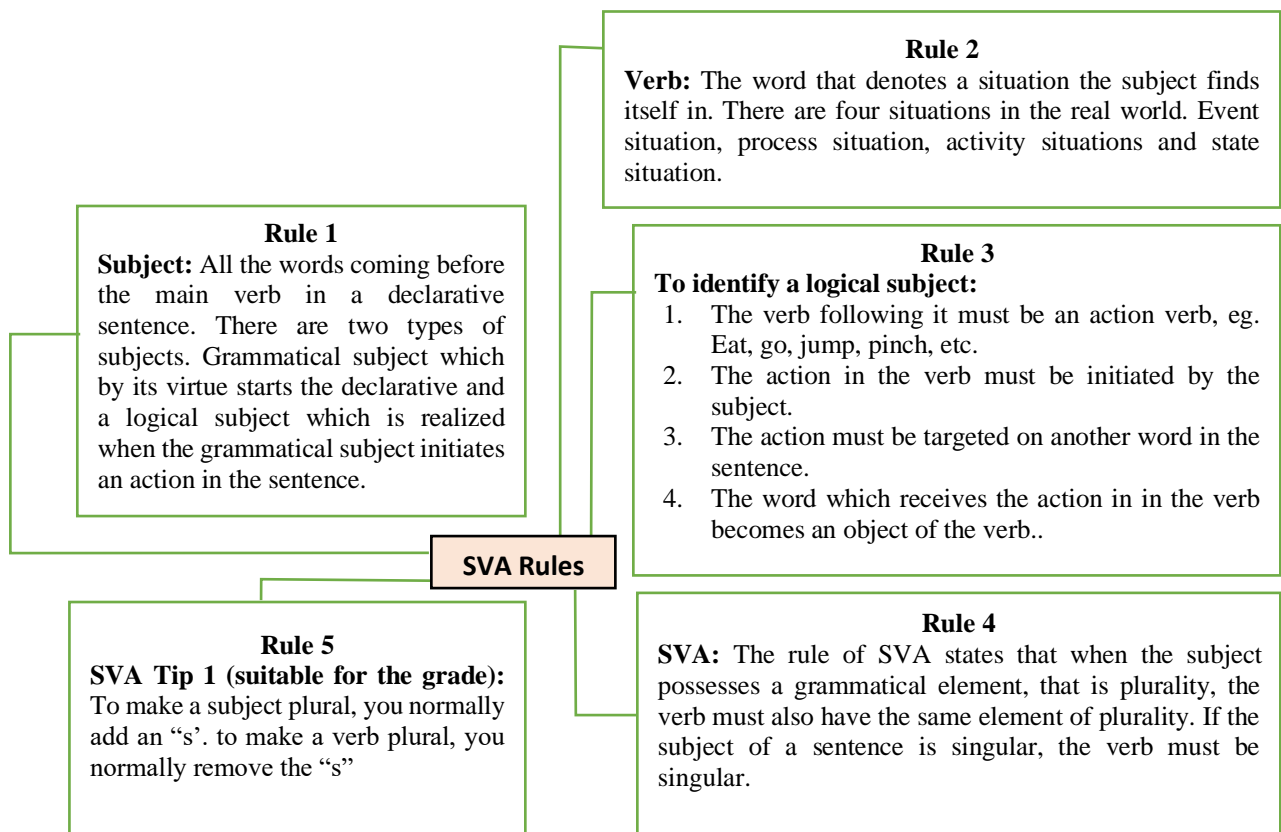 Rule 1
Subject: All the words coming before
the main verb in a declarative
sentence. There are two types of
subjects. Grammatical subject which
by its virtue starts the declarative and
a logical subject which is realized
when the grammatical subject initiates
an action in the sentence.
Rule 2
Verb: The word that denotes a situation the subject finds
itself in. There are four situations in the real world. Event
situation, process situation, activity situations and state
situation.
Rule 3
To identify a logical subject:
1. The verb following it must be an action verb, eg.
Eat, go, jump, pinch, etc.
2. The action in the verb must be initiated by the
subject.
3. The action must be targeted on another word in the
sentence.
4. The word which receives the action in in the verb
becomes an object of the verb..
SVA Rules
Rule 4
SVA: The rule of SVA states that when the subject
possesses a grammatical element, that is plurality, the
verb must also have the same element of plurality. If the
subject of a sentence is singular, the verb must be
singular.
Rule 5
SVA Tip 1 (suitable for the grade):
To make a subject plural, you normally
add an “s’. to make a verb plural, you
normally remove the “s”